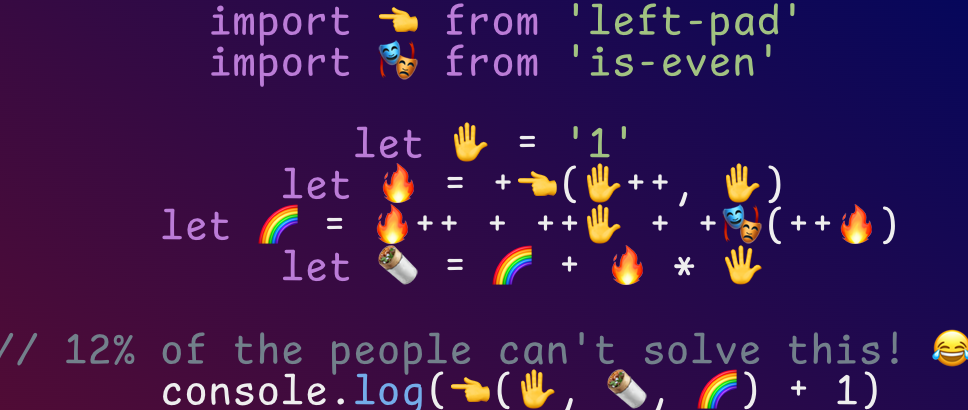 import 👈 from 'left-pad'
import 🎭 from 'is-even'
let 🤚 = '1'
let 🔥 = +👈(🤚++, 🤚)
let 🌈 = 🔥++ + ++🤚 + +🎭(++🔥)
let 🌯 = 🌈 + 🔥 * 🤚
// 12% of the people can't solve this! 😂
console.log(👈(🤚, 🌯, 🌈) + 1)